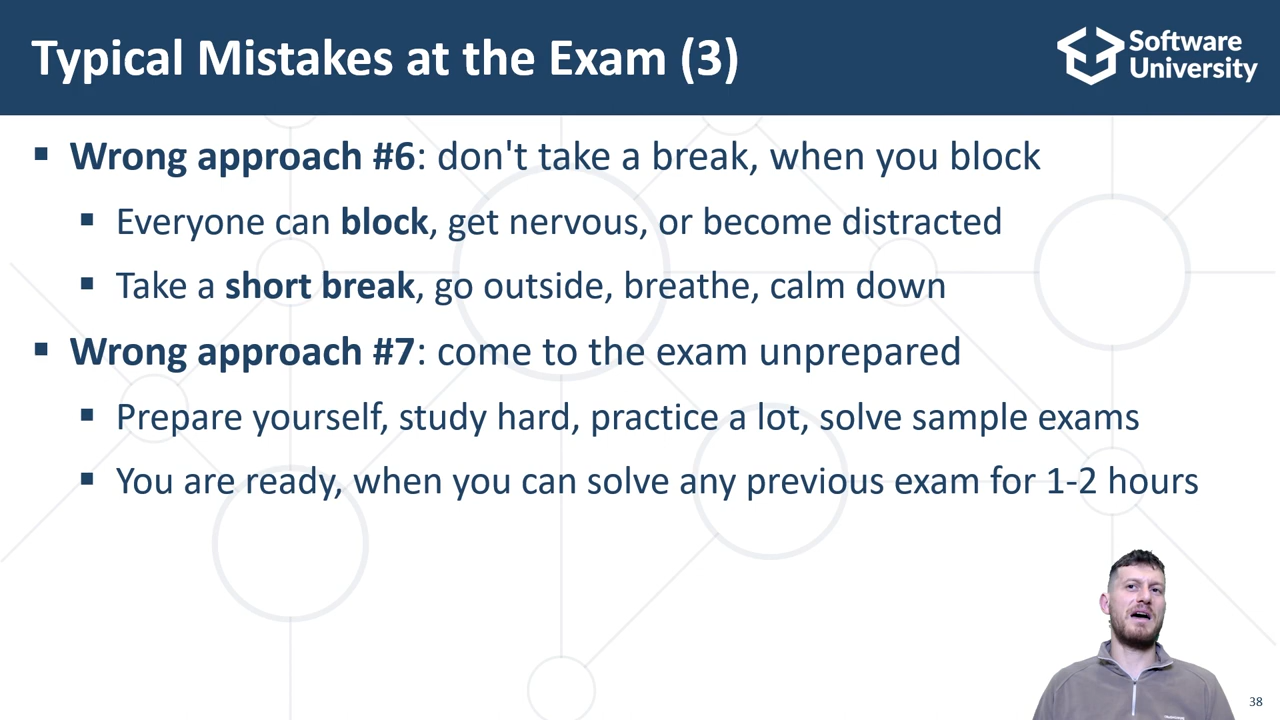 Typical Mistakes at the Exam (3)
Software
University
▪ Wrong approach #6: don't take a break, when you block
▪ Everyone can block, get nervous, or become distracted
▪ Take a short break, go outside, breathe, calm down
▪ Wrong approach #7: come to the exam unprepared
▪ Prepare yourself, study hard, practice a lot, solve sample exams
▪ You are ready, when you can solve any previous exam for 1-2 hours
38